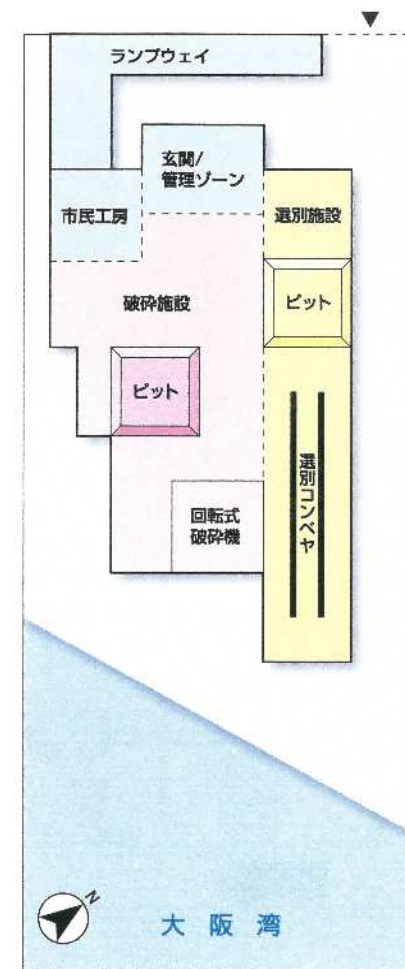 ランプウェイ
玄関/
管理ゾーン
市民工房
選別施設
破砕施設
ピット
ピット
選別コンベヤ
回転式
破砕機
N
大阪湾